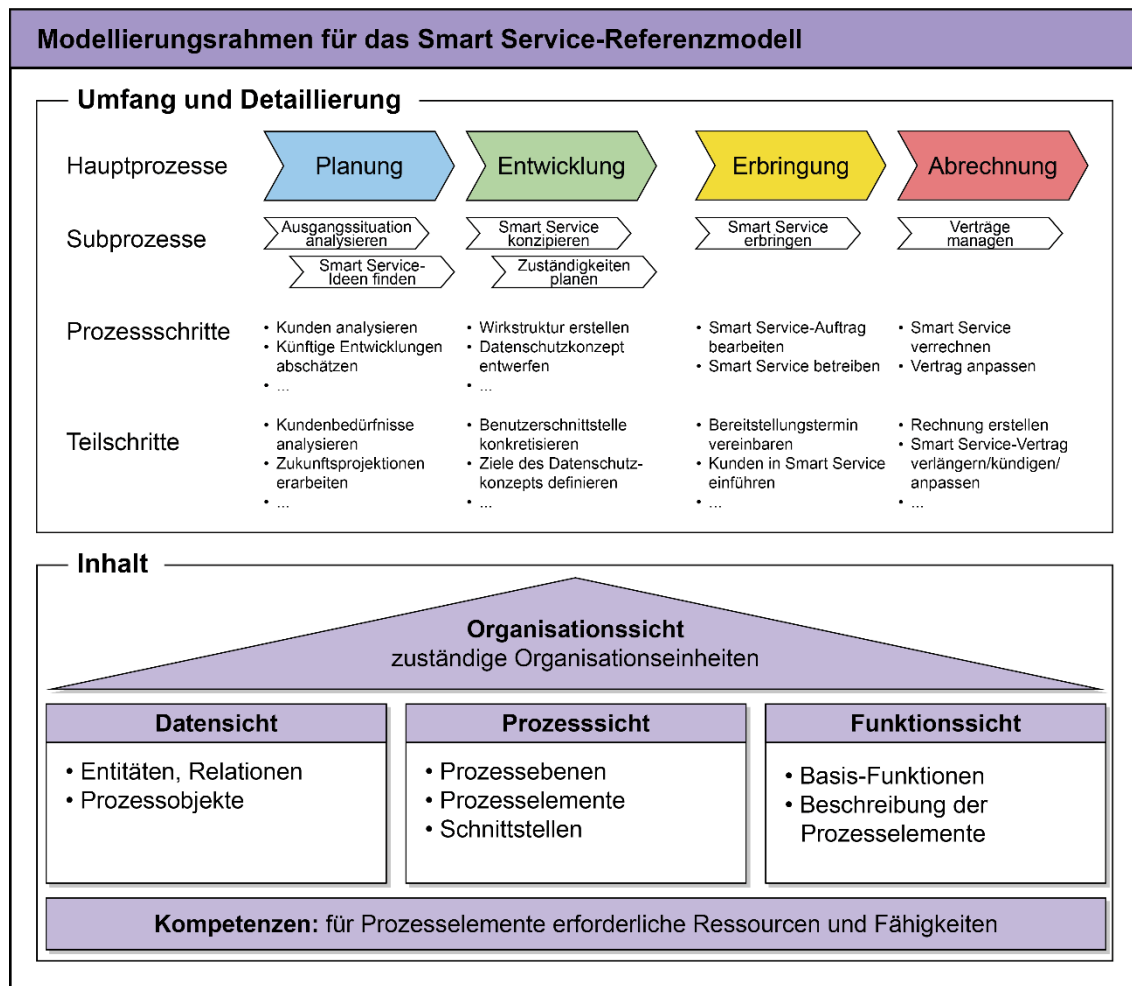 Modellierungsrahmen für das Smart Service-Referenzmodell
Umfang und Detaillierung
Hauptprozesse
Planung
Entwicklung
Erbringung
Abrechnung
Subprozesse
Ausgangssituation
analysieren
Smart Service-
Ideen finden
Smart Service
konzipieren
Zuständigkeiten
planen
Smart Service
erbringen
Verträge
managen
Prozessschritte
• Kunden analysieren
• Künftige Entwicklungen
abschätzen
• ...
• Wirkstruktur erstellen
• Datenschutzkonzept
entwerfen
• ...
• Smart Service-Auftrag
bearbeiten
• Smart Service betreiben
• Smart Service
verrechnen
• Vertrag anpassen
Teilschritte
• Kundenbedürfnisse
analysieren
• Zukunftsprojektionen
erarbeiten
• ...
• Benutzerschnittstelle
konkretisieren
• Ziele des Datenschutz-
konzepts definieren
• ...
• Bereitstellungstermin
vereinbaren
• Kunden in Smart Service
einführen
• ...
• Rechnung erstellen
• Smart Service-Vertrag
verlängern/kündigen/
anpassen
• ...
Inhalt
Organisationssicht
zuständige Organisationseinheiten
Datensicht
• Entitäten, Relationen
• Prozessobjekte
Prozesssicht
• Prozessebenen
• Prozesselemente
• Schnittstellen
Funktionssicht
• Basis-Funktionen
• Beschreibung der
Prozesselemente
Kompetenzen: für Prozesselemente erforderliche Ressourcen und Fähigkeiten